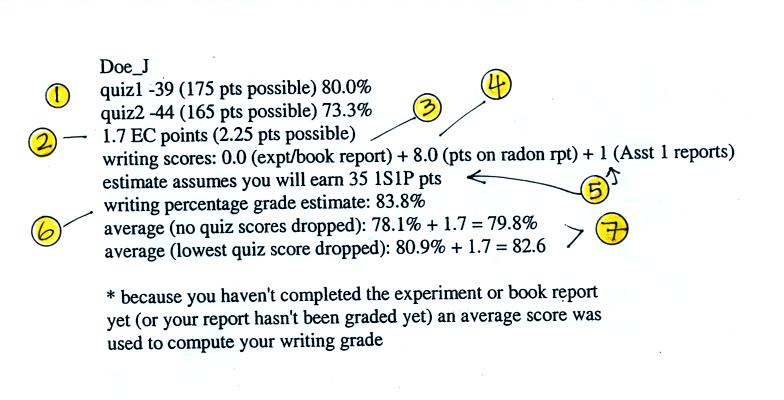 Doe_J
① quiz1 -39 (175 pts possible) 80.0%
quiz2 -44 (165 pts possible) 73.3%
② 1.7 EC points (2.25 pts possible) ③ ④
writing scores: 0.0 (expt/book report) + 8.0 (pts on radon rpt) + 1 (Asst 1 reports)
estimate assumes you will earn 35 1S1P pts ⑤
⑥ writing percentage grade estimate: 83.8%
average (no quiz scores dropped): 78.1% + 1.7 = 79.8% ⑦
average (lowest quiz score dropped): 80.9% + 1.7 = 82.6
* because you haven't completed the experiment or book report
yet (or your report hasn't been graded yet) an average score was
used to compute your writing grade